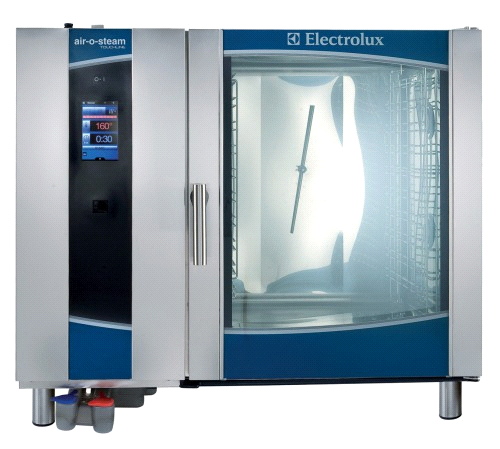 air-o-steam
TOUCHLINE
Electrolux
160°
0:30